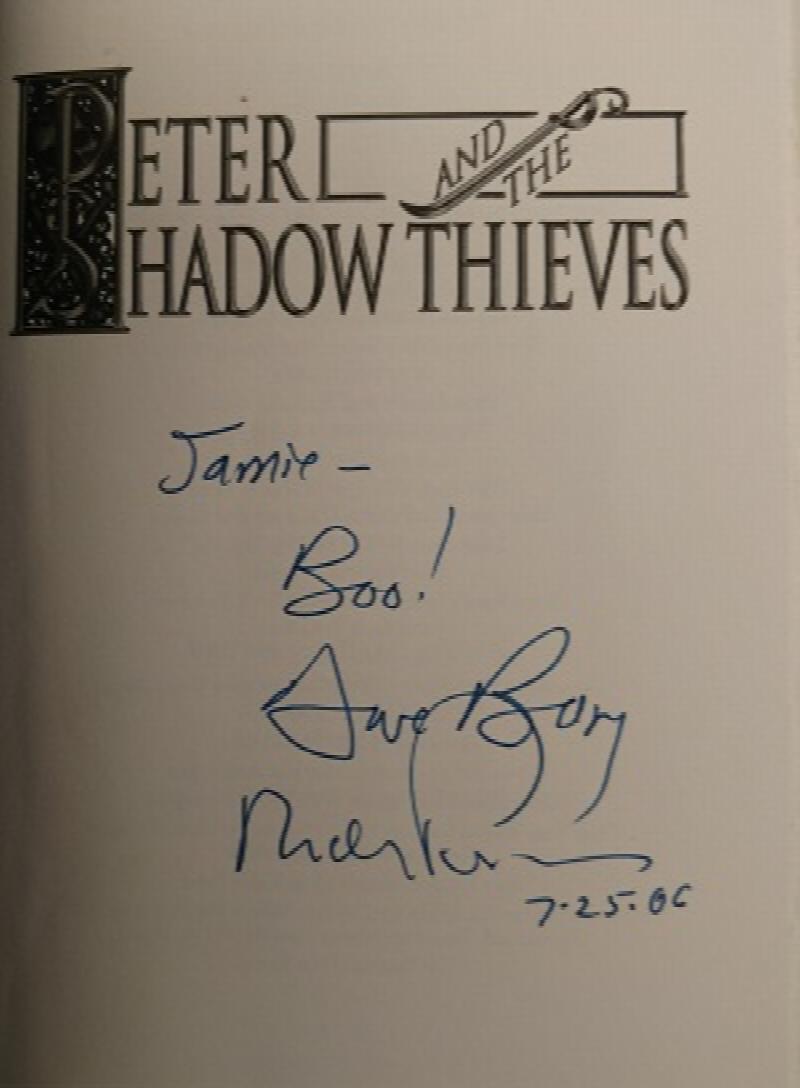 PETER AND THE
SHADOW THIEVES
Jamie –
Boo!
Dave Barry
7.25.06